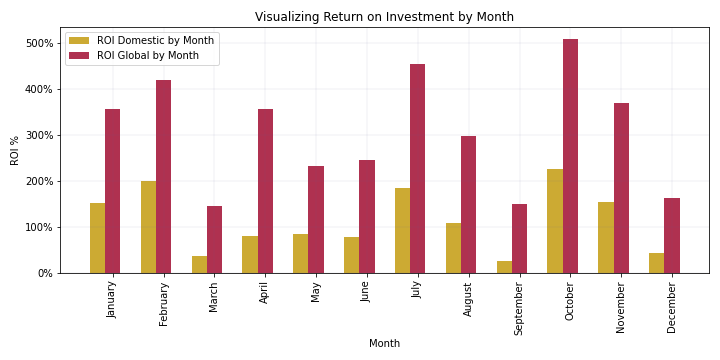 Visualizing Return on Investment by Month
ROI Domestic by Month
ROI Global by Month
500%
400%
300%
200%
100%
0%
ROI %
January
February
March
April
May
June
July
August
September
October
November
December
Month